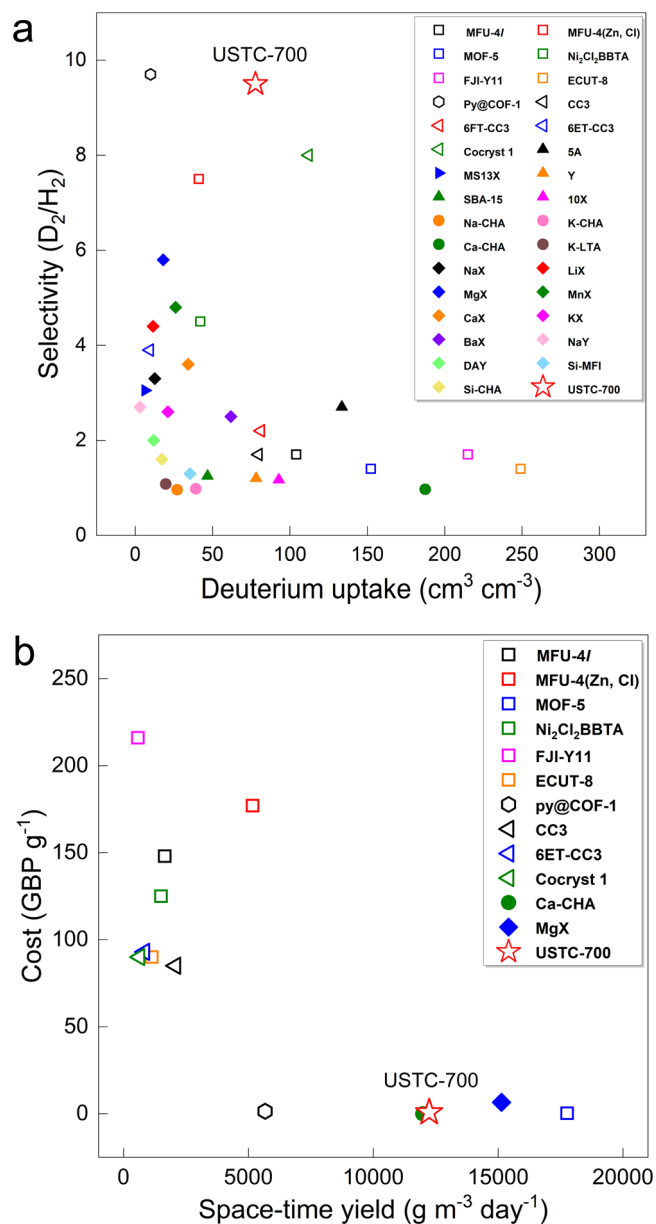 a
USTC-700
Selectivity (D₂/H₂)
10
8
6
4
2
0
0 50 100 150 200 250 300
Deuterium uptake (cm³ cm⁻³)
MFU-4l MFU-4(Zn, Cl)
MOF-5 Ni₂Cl₂BBTA
FJI-Y11 ECUT-8
Py@COF-1 CC3
6FT-CC3 6ET-CC3
Cocryst 1 5A
MS13X Y
SBA-15 10X
Na-CHA K-CHA
Ca-CHA K-LTA
NaX LiX
MgX MnX
CaX KX
BaX NaY
DAY Si-MFI
Si-CHA USTC-700
b
Cost (GBP g⁻¹)
250
200
150
100
50
0
USTC-700
0 5000 10000 15000 20000
Space-time yield (g m⁻³ day⁻¹)
MFU-4l
MFU-4(Zn, Cl)
MOF-5
Ni₂Cl₂BBTA
FJI-Y11
ECUT-8
py@COF-1
CC3
6ET-CC3
Cocryst 1
Ca-CHA
MgX
USTC-700